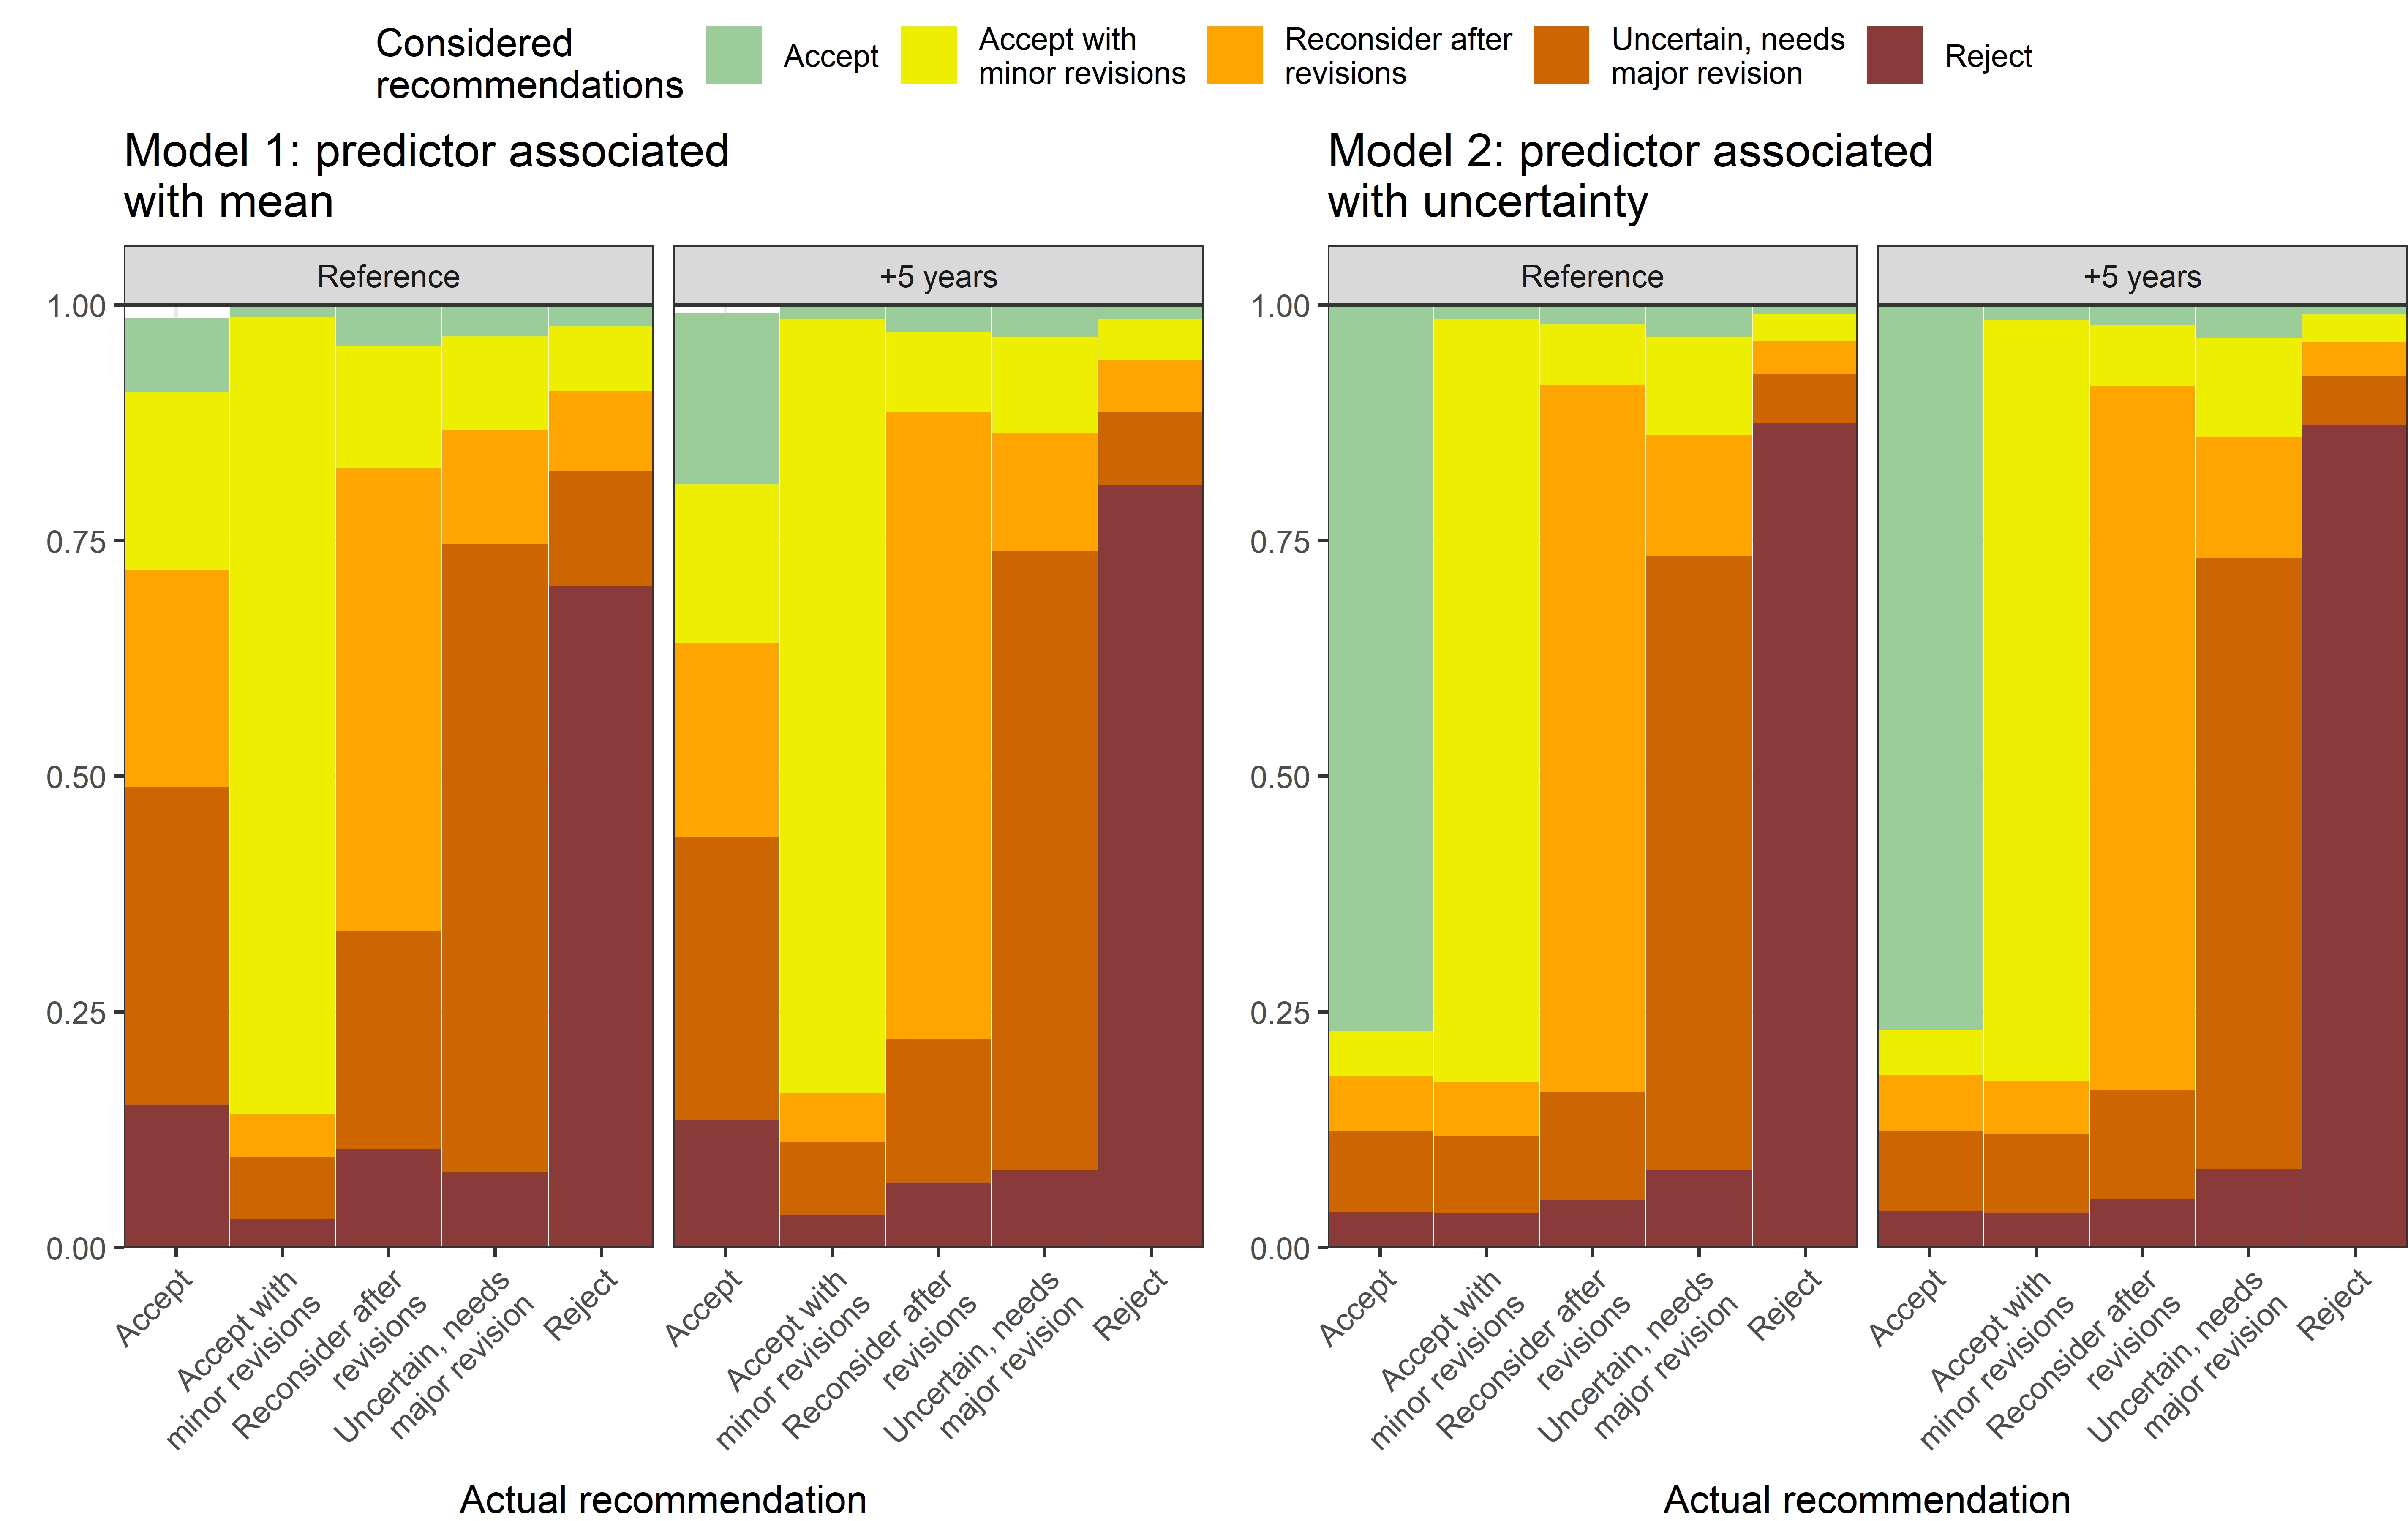 Considered
recommendations
Accept
Accept with
minor revisions
Reconsider after
revisions
Uncertain, needs
major revision
Reject
Model 1: predictor associated
with mean
Reference
+5 years
1.00
0.75
0.50
0.25
0.00
Accept
Accept with
minor revisions
Reconsider after
revisions
Uncertain, needs
major revision
Reject
Accept
Accept with
minor revisions
Reconsider after
revisions
Uncertain, needs
major revision
Reject
Actual recommendation
Model 2: predictor associated
with uncertainty
Reference
+5 years
1.00
0.75
0.50
0.25
0.00
Accept
Accept with
minor revisions
Reconsider after
revisions
Uncertain, needs
major revision
Reject
Accept
Accept with
minor revisions
Reconsider after
revisions
Uncertain, needs
major revision
Reject
Actual recommendation